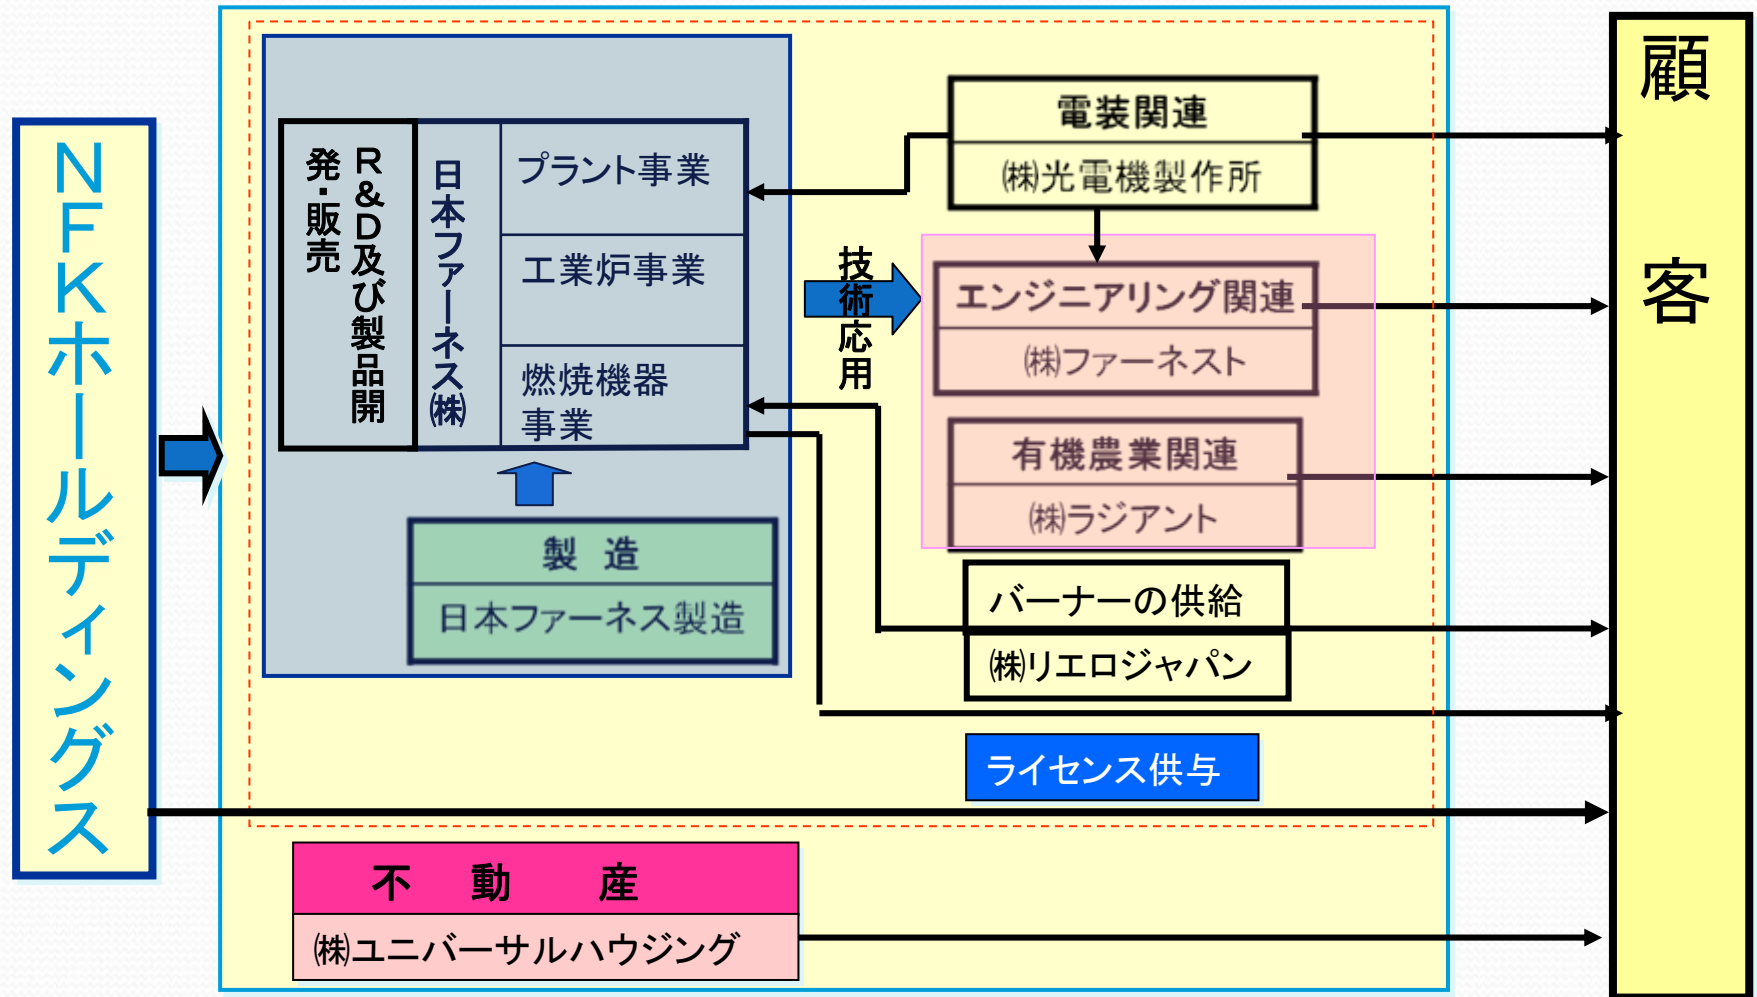 NFKホールディングス
R&D及び製品開
発・販売
日本ファーネス㈱
プラント事業
工業炉事業
燃焼機器
事業
製 造
日本ファーネス製造
技術応用
電装関連
㈱光電機製作所
エンジニアリング関連
㈱ファーネスト
有機農業関連
㈱ラジアント
バーナーの供給
㈱リエロジャパン
ライセンス供与
不 動 産
㈱ユニバーサルハウジング
顧 客